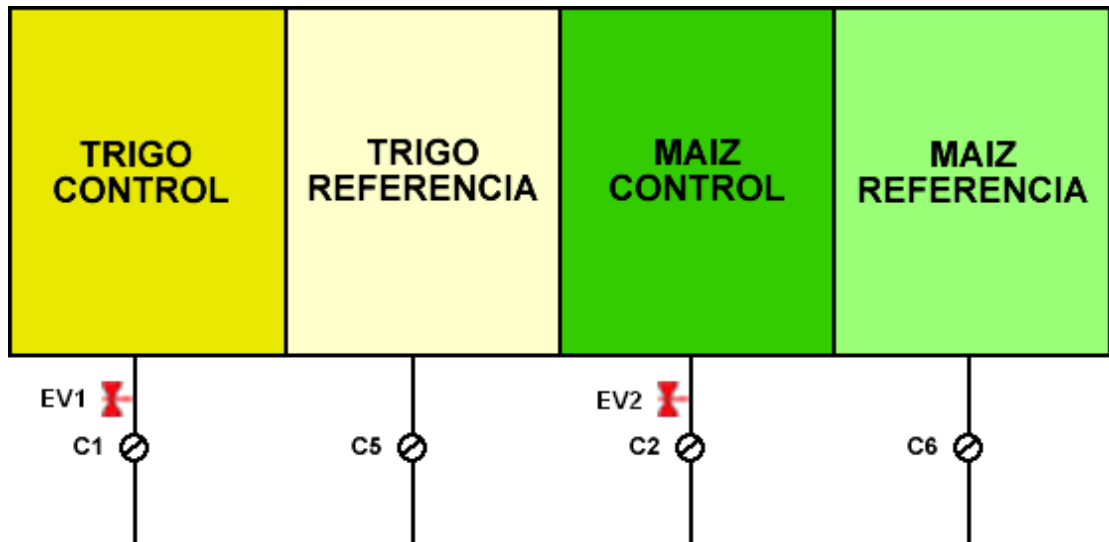 TRIGO
CONTROL
TRIGO
REFERENCIA
MAIZ
CONTROL
MAIZ
REFERENCIA
EV1
EV2
C1
C5
C2
C6